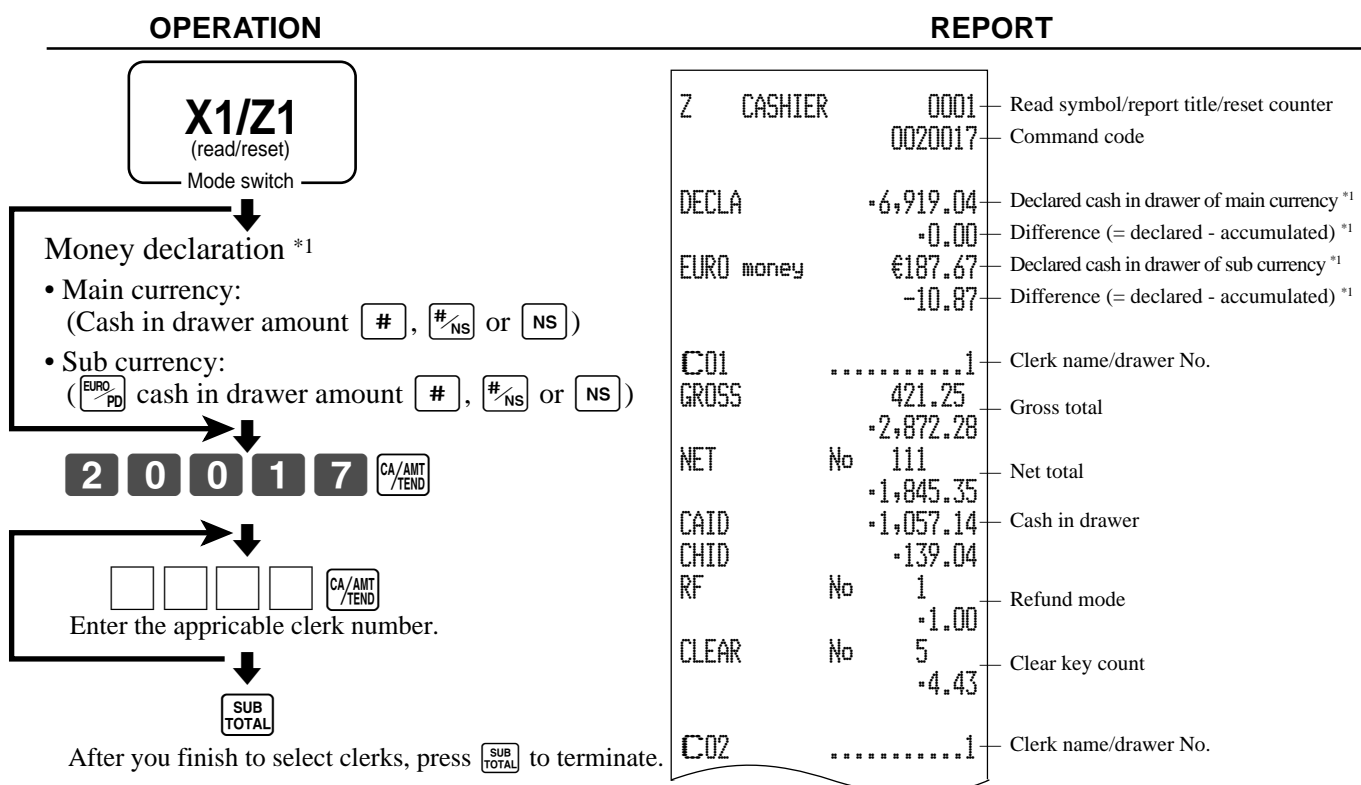 OPERATION
X1/Z1
(read/reset)
Mode switch
Money declaration *1
• Main currency:
(Cash in drawer amount # , #/NS or NS )
• Sub currency:
( EURO/PD cash in drawer amount # , #/NS or NS )
2 0 0 1 7 CA/AMT/TEND
CA/AMT/TEND
Enter the appricable clerk number.
SUB TOTAL
After you finish to select clerks, press SUB TOTAL to terminate.
REPORT
Z CASHIER 0001 Read symbol/report title/reset counter
0020017 Command code
DECLA •6,919.04 Declared cash in drawer of main currency *1
•0.00 Difference (= declared - accumulated) *1
EURO money €187.67 Declared cash in drawer of sub currency *1
-10.87 Difference (= declared - accumulated) *1
C01 ...........1 Clerk name/drawer No.
GROSS 421.25
Gross total
•2,872.28
NET No 111
Net total
•1,845.35
CAID •1,057.14 Cash in drawer
CHID •139.04
RF No 1
Refund mode
•1.00
CLEAR No 5
Clear key count
•4.43
C02 ...........1 Clerk name/drawer No.